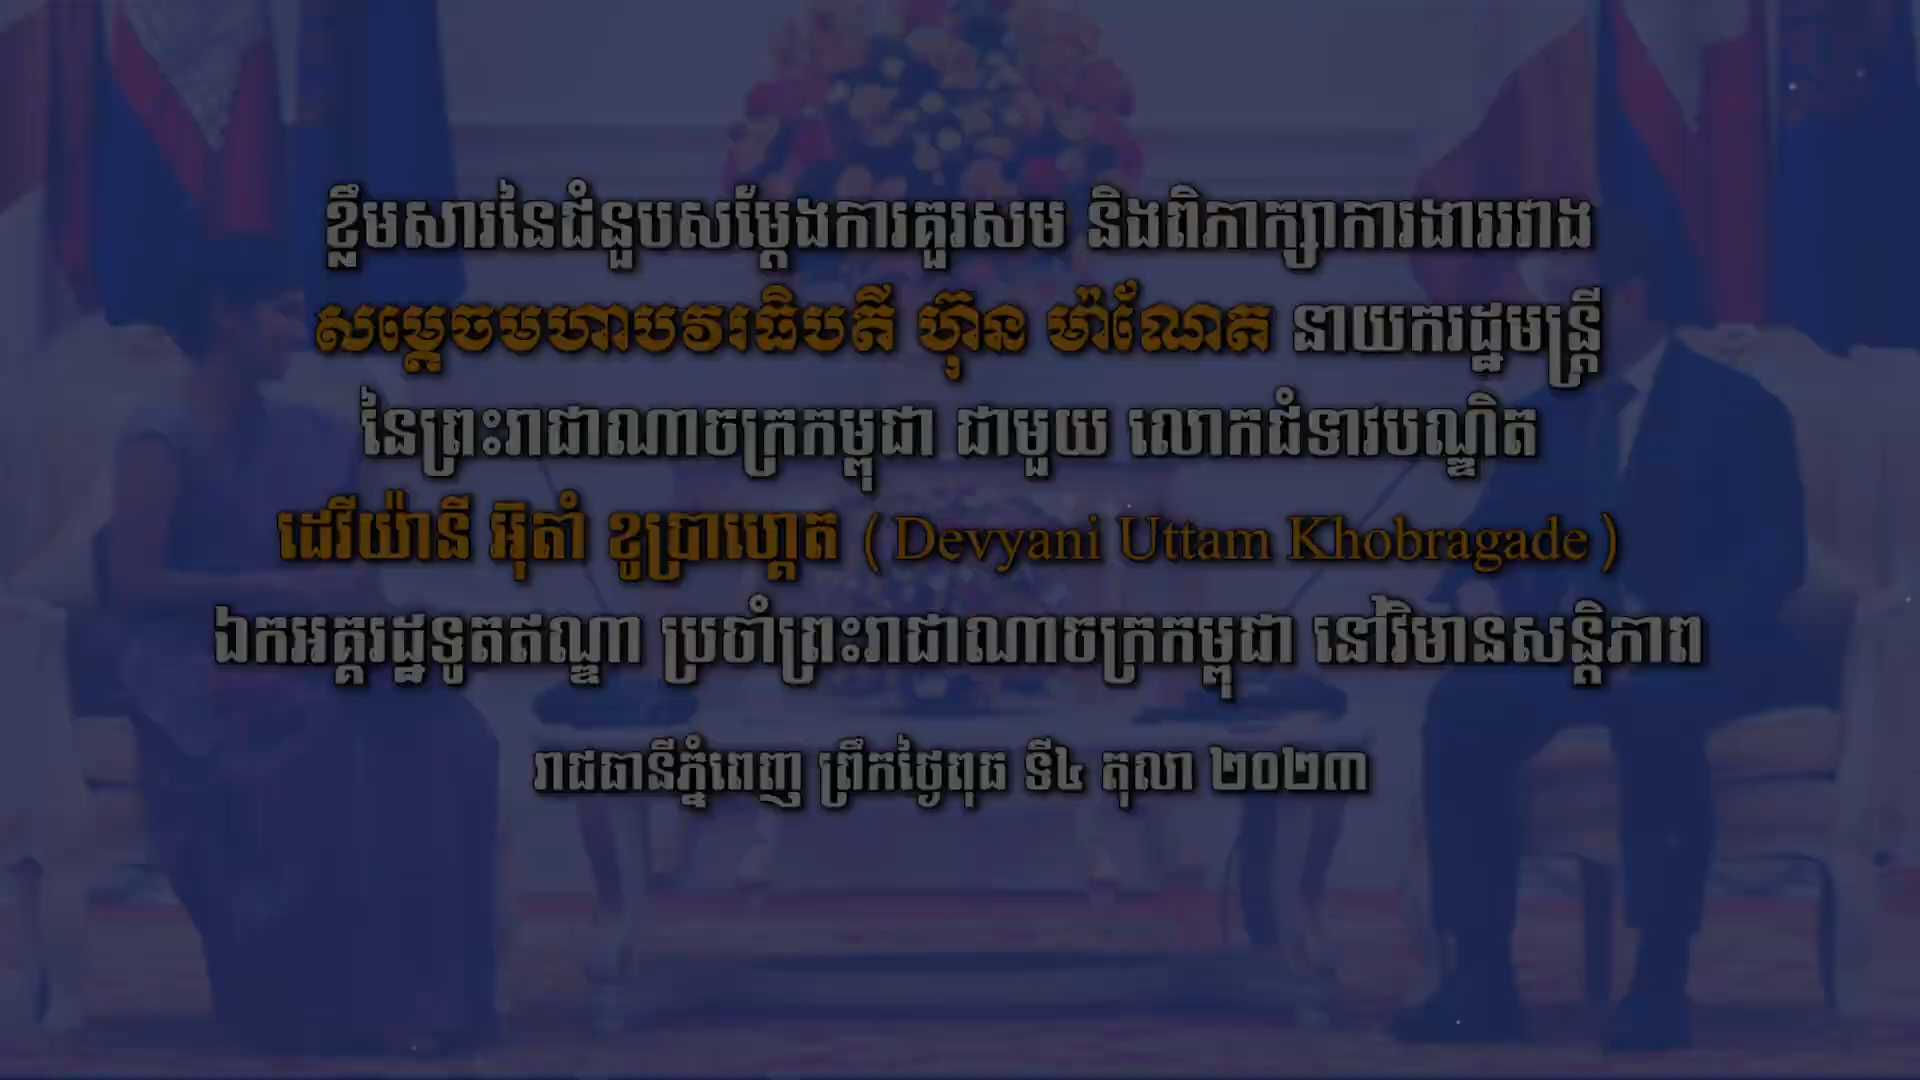 ខ្លឹមសារនៃជំនួបសម្តែងការគួរសម និងពិភាក្សាការងាររវាង
សម្តេចមហាបវរធិបតី ហ៊ុន ម៉ាណែត នាយករដ្ឋមន្ត្រី
នៃព្រះរាជាណាចក្រកម្ពុជា ជាមួយ លោកជំទាវបណ្ឌិត
ដេវីយ៉ានី អ៊ុតាំ ខូប្រាហ្គេត ( Devyani Uttam Khobragade )
ឯកអគ្គរដ្ឋទូតឥណ្ឌា ប្រចាំព្រះរាជាណាចក្រកម្ពុជា នៅវិមានសន្តិភាព
រាជធានីភ្នំពេញ ព្រឹកថ្ងៃពុធ ទី៤ តុលា ២០២៣